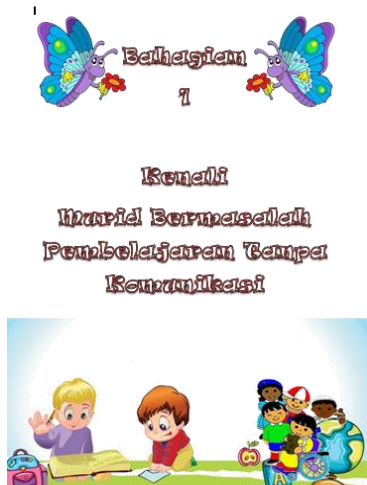 Bahagian
1
Kenali
Murid Bermasalah
Pembelajaran Tanpa
Komunikasi